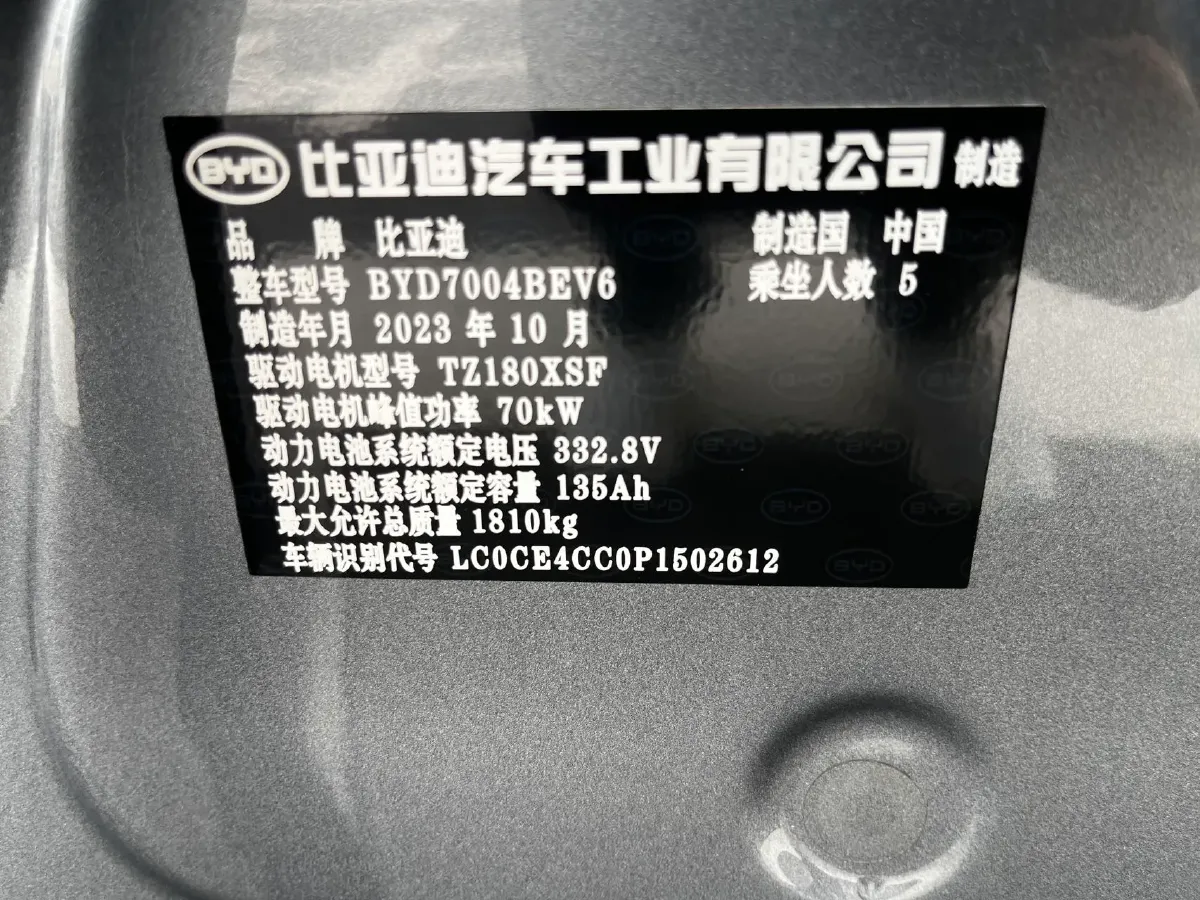 BYD 比亚迪汽车工业有限公司 制造
品 牌 比亚迪 制造国 中国
整车型号 BYD7004BEV6 乘坐人数 5
制造年月 2023 年 10 月
驱动电机型号 TZ180XSF
驱动电机峰值功率 70kW
动力电池系统额定电压 332.8V
动力电池系统额定容量 135Ah
最大允许总质量 1810kg
车辆识别代号 LC0CE4CC0P1502612